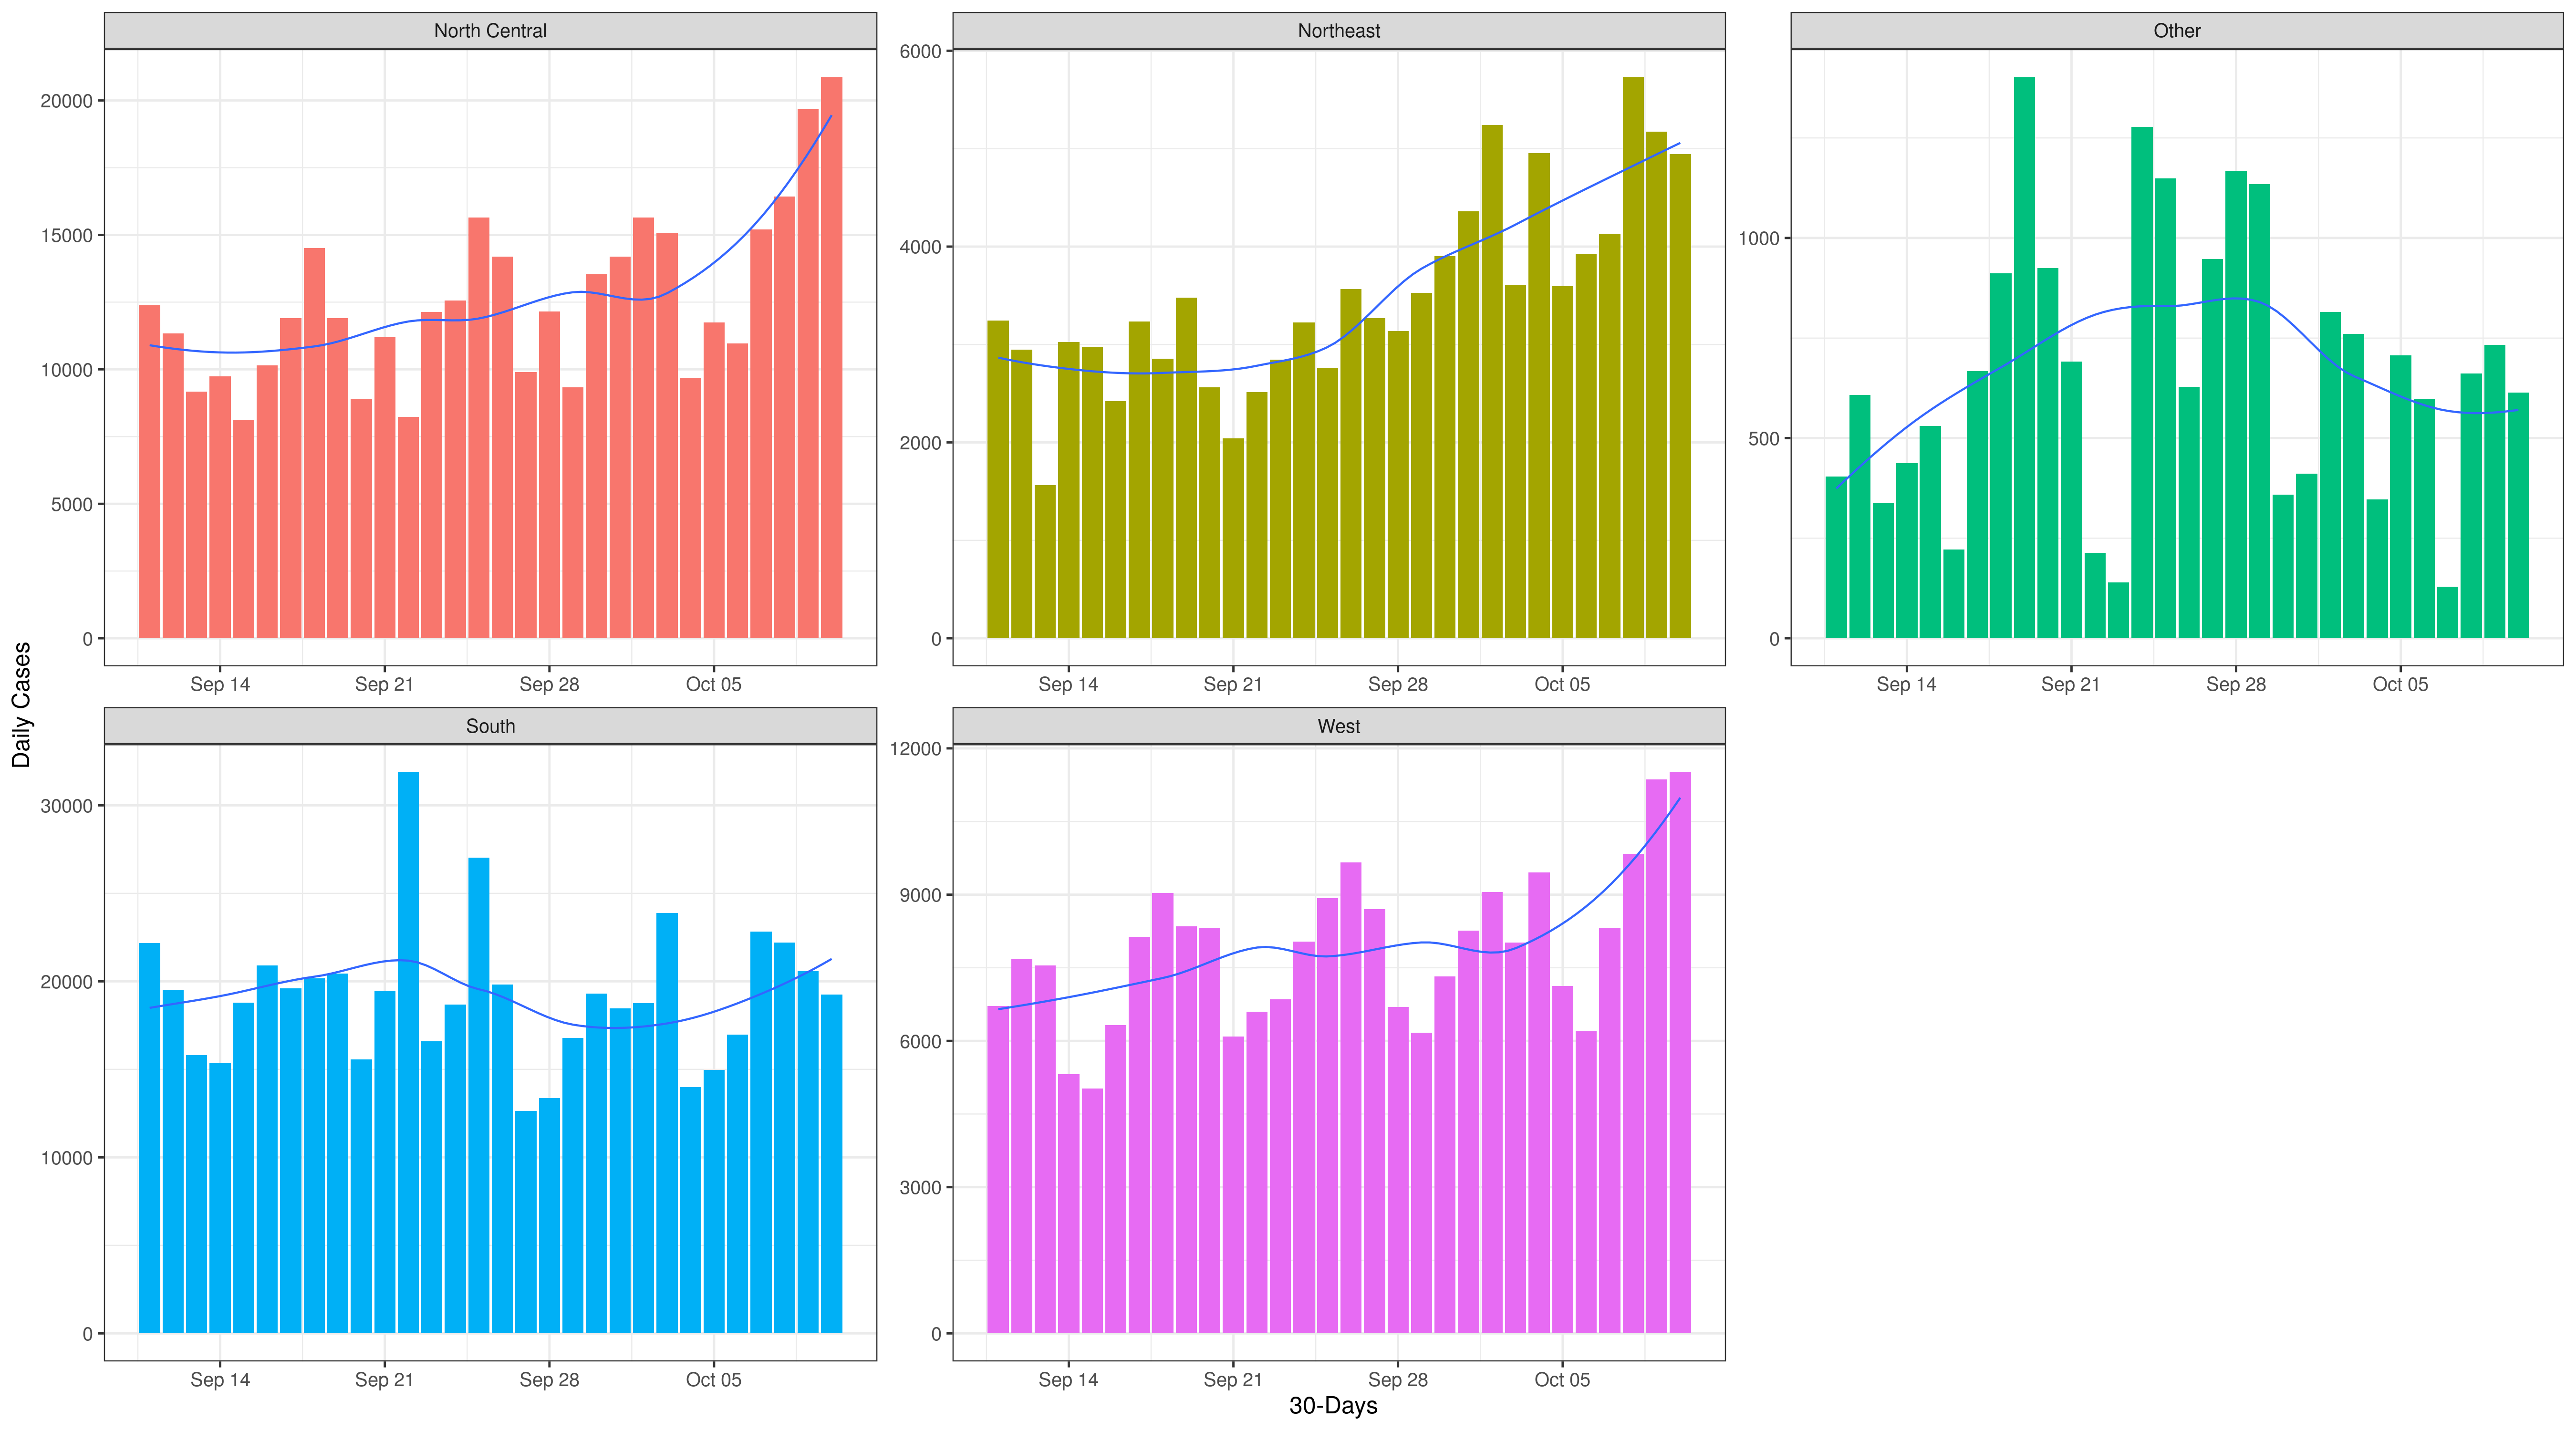 North Central
Northeast
Other
20000
15000
10000
5000
0
6000
4000
2000
0
1000
500
0
Sep 14 Sep 21 Sep 28 Oct 05
Sep 14 Sep 21 Sep 28 Oct 05
Sep 14 Sep 21 Sep 28 Oct 05
Daily Cases
South
West
30000
20000
10000
0
12000
9000
6000
3000
0
Sep 14 Sep 21 Sep 28 Oct 05
Sep 14 Sep 21 Sep 28 Oct 05
30-Days